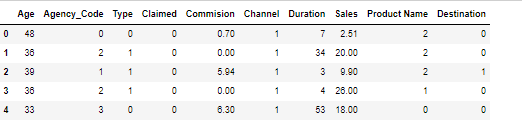 Age Agency_Code Type Claimed Commision Channel Duration Sales Product Name Destination
0 48 0 0 0 0.70 1 7 2.51 2 0
1 36 2 1 0 0.00 1 34 20.00 2 0
2 39 1 1 0 5.94 1 3 9.90 2 1
3 36 2 1 0 0.00 1 4 26.00 1 0
4 33 3 0 0 6.30 1 53 18.00 0 0